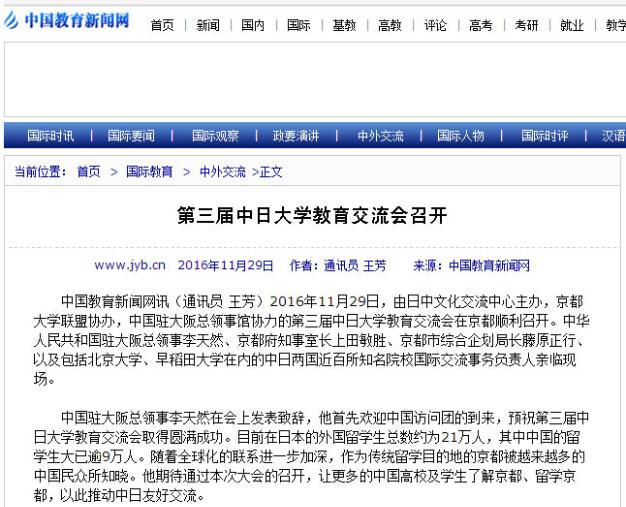 中国教育新闻网 首页 | 新闻 | 国内 | 国际 | 基教 | 高教 | 评论 | 高考 | 考研 | 就业 | 教学
国际时讯 | 国际要闻 | 国际观察 | 政要演讲 | 中外交流 | 国际人物 | 国际时评 | 汉语
当前位置： 首页 > 国际教育 > 中外交流 >正文
第三届中日大学教育交流会召开
www.jyb.cn 2016年11月29日 作者：通讯员 王芳 来源：中国教育新闻网
中国教育新闻网讯（通讯员 王芳）2016年11月29日，由日中文化交流中心主办，京都
大学联盟协办，中国驻大阪总领事馆协力的第三届中日大学教育交流会在京都顺利召开。中华
人民共和国驻大阪总领事李天然、京都府知事室长上田敏胜、京都市综合企划局长藤原正行、
以及包括北京大学、早稻田大学在内的中日两国近百所知名院校国际交流事务负责人亲临现
场。
中国驻大阪总领事李天然在会上发表致辞，他首先欢迎中国访问团的到来，预祝第三届中
日大学教育交流会取得圆满成功。目前在日本的外国留学生总数约为21万人，其中中国的留
学生大已逾9万人。随着全球化的联系进一步加深，作为传统留学目的地的京都被越来越多的
中国民众所知晓。他期待通过本次大会的召开，让更多的中国高校及学生了解京都、留学京
都，以此推动中日友好交流。